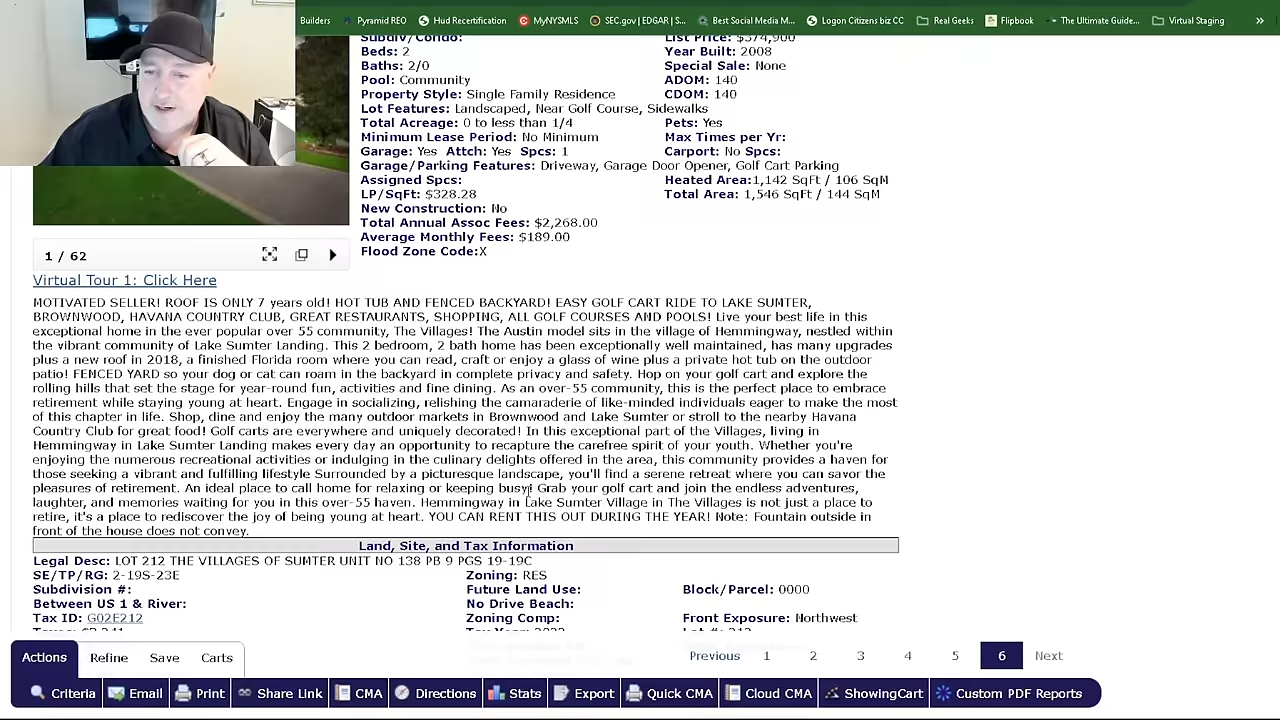 Builders Pyramid REO Hud Recertification MyNYSMLS SEC.gov | EDGAR | S... Best Social Media M... Logon Citizens biz CC Real Geeks Flipbook The Ultimate Guide... Virtual Staging »
Subdiv/Condo: List Price: $374,900
Beds: 2 Year Built: 2008
Baths: 2/0 Special Sale: None
Pool: Community ADOM: 140
Property Style: Single Family Residence CDOM: 140
Lot Features: Landscaped, Near Golf Course, Sidewalks
Total Acreage: 0 to less than 1/4 Pets: Yes
Minimum Lease Period: No Minimum Max Times per Yr:
Garage: Yes Attch: Yes Spcs: 1 Carport: No Spcs:
Garage/Parking Features: Driveway, Garage Door Opener, Golf Cart Parking
Assigned Spcs: Heated Area:1,142 SqFt / 106 SqM
LP/SqFt: $328.28 Total Area: 1,546 SqFt / 144 SqM
New Construction: No
Total Annual Assoc Fees: $2,268.00
Average Monthly Fees: $189.00
Flood Zone Code:X
1 / 62
Virtual Tour 1: Click Here
MOTIVATED SELLER! ROOF IS ONLY 7 years old! HOT TUB AND FENCED BACKYARD! EASY GOLF CART RIDE TO LAKE SUMTER,
BROWNWOOD, HAVANA COUNTRY CLUB, GREAT RESTAURANTS, SHOPPING, ALL GOLF COURSES AND POOLS! Live your best life in this
exceptional home in the ever popular over 55 community, The Villages! The Austin model sits in the village of Hemmingway, nestled within
the vibrant community of Lake Sumter Landing. This 2 bedroom, 2 bath home has been exceptionally well maintained, has many upgrades
plus a new roof in 2018, a finished Florida room where you can read, craft or enjoy a glass of wine plus a private hot tub on the outdoor
patio! FENCED YARD so your dog or cat can roam in the backyard in complete privacy and safety. Hop on your golf cart and explore the
rolling hills that set the stage for year-round fun, activities and fine dining. As an over-55 community, this is the perfect place to embrace
retirement while staying young at heart. Engage in socializing, relishing the camaraderie of like-minded individuals eager to make the most
of this chapter in life. Shop, dine and enjoy the many outdoor markets in Brownwood and Lake Sumter or stroll to the nearby Havana
Country Club for great food! Golf carts are everywhere and uniquely decorated! In this exceptional part of the Villages, living in
Hemmingway in Lake Sumter Landing makes every day an opportunity to recapture the carefree spirit of your youth. Whether you're
enjoying the numerous recreational activities or indulging in the culinary delights offered in the area, this community provides a haven for
those seeking a vibrant and fulfilling lifestyle Surrounded by a picturesque landscape, you'll find a serene retreat where you can savor the
pleasures of retirement. An ideal place to call home for relaxing or keeping busy! Grab your golf cart and join the endless adventures,
laughter, and memories waiting for you in this over-55 haven. Hemmingway in Lake Sumter Village in The Villages is not just a place to
retire, it's a place to rediscover the joy of being young at heart. YOU CAN RENT THIS OUT DURING THE YEAR! Note: Fountain outside in
front of the house does not convey.
Land, Site, and Tax Information
Legal Desc: LOT 212 THE VILLAGES OF SUMTER UNIT NO 138 PB 9 PGS 19-19C
SE/TP/RG: 2-19S-23E Zoning: RES
Subdivision #: Future Land Use: Block/Parcel: 0000
Between US 1 & River: No Drive Beach:
Tax ID: G02E212 Zoning Comp: Front Exposure: Northwest
Actions Refine Save Carts Previous 1 2 3 4 5 6 Next
Criteria Email Print Share Link CMA Directions Stats Export Quick CMA Cloud CMA ShowingCart Custom PDF Reports